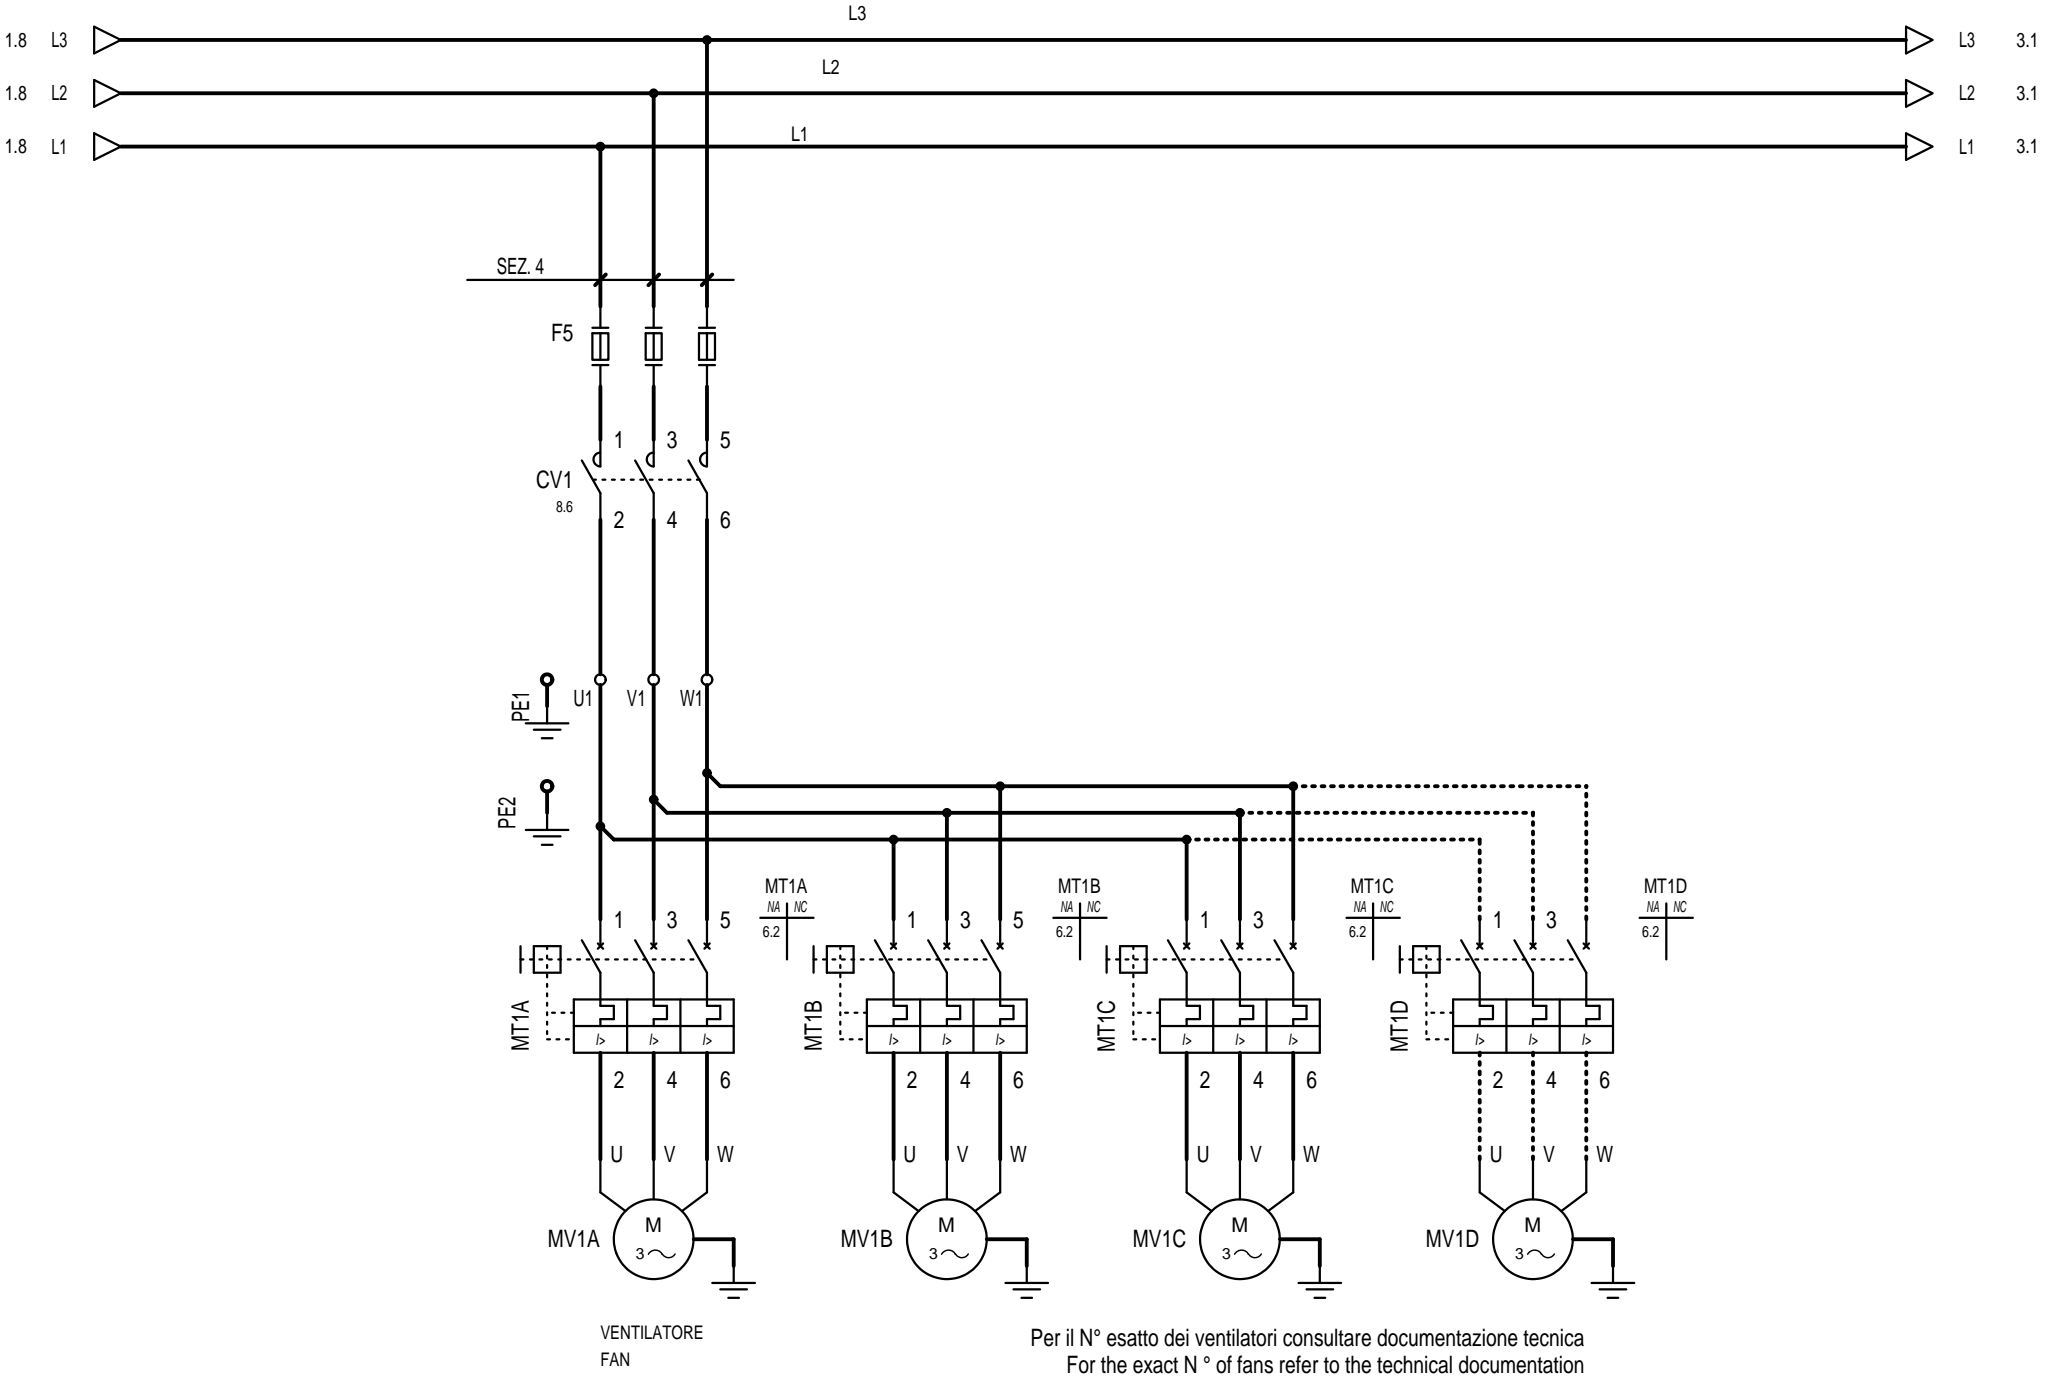 L3
1.8 L3 L3 3.1
L2
1.8 L2 L2 3.1
L1
1.8 L1 L1 3.1
SEZ. 4
F5
1 3 5
CV1
8.6
2 4 6
PE1 U1 V1 W1
PE2
MT1A MT1B MT1C MT1D
NA NC NA NC NA NC NA NC
1 3 5 1 3 5 1 3 1 3
6.2 6.2 6.2 6.2
MT1A MT1B MT1C MT1D
I> I> I> I> I> I> I> I> I> I> I> I>
2 4 6 2 4 6 2 4 6 2 4 6
U V W U V W U V W U V W
M M M M
MV1A MV1B MV1C MV1D
3 3 3 3
VENTILATORE
FAN
Per il N° esatto dei ventilatori consultare documentazione tecnica
For the exact N ° of fans refer to the technical documentation